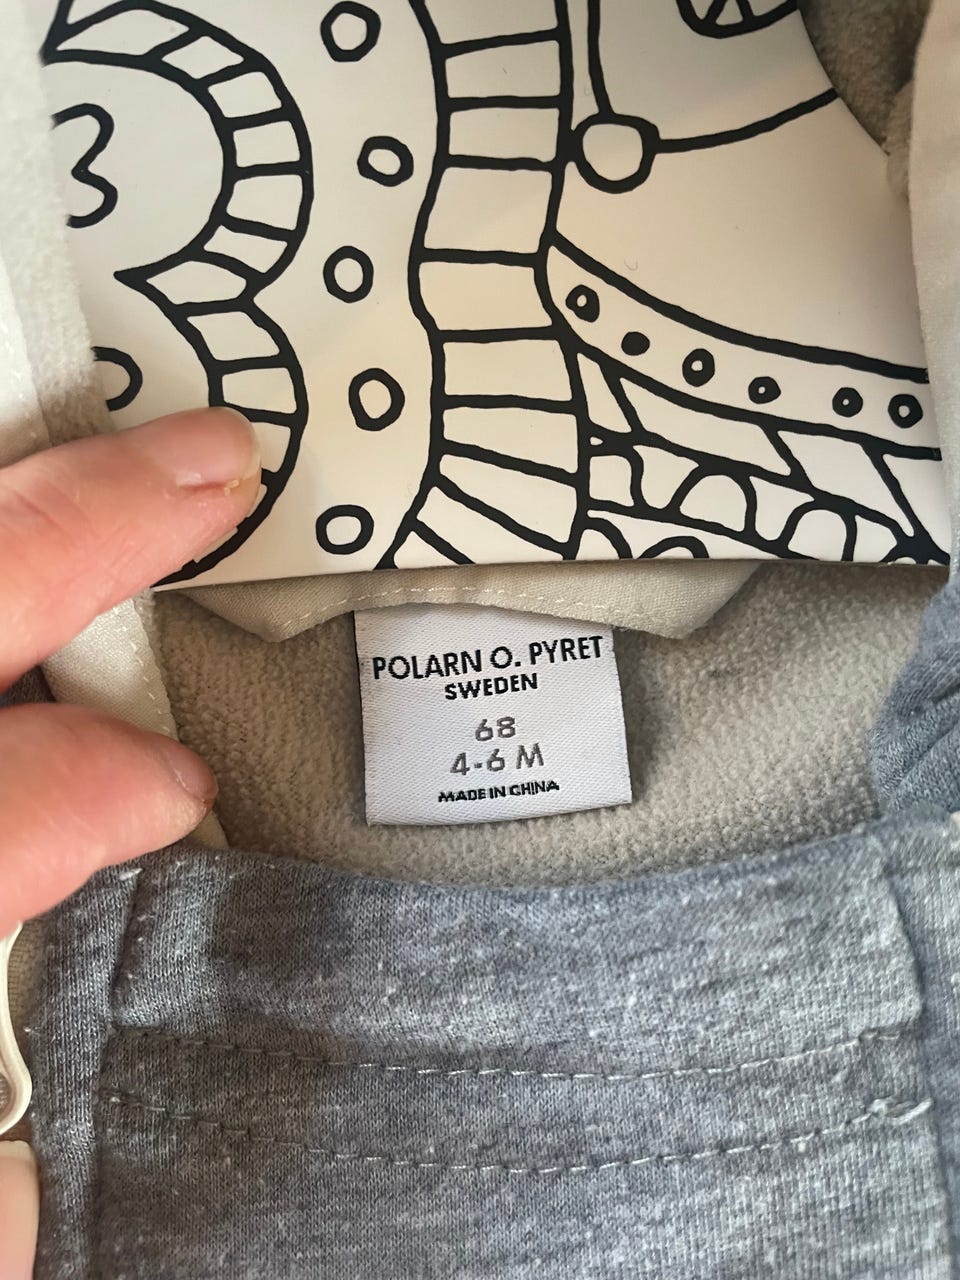 POLARN O. PYRET
SWEDEN
68
4-6 M
MADE IN CHINA